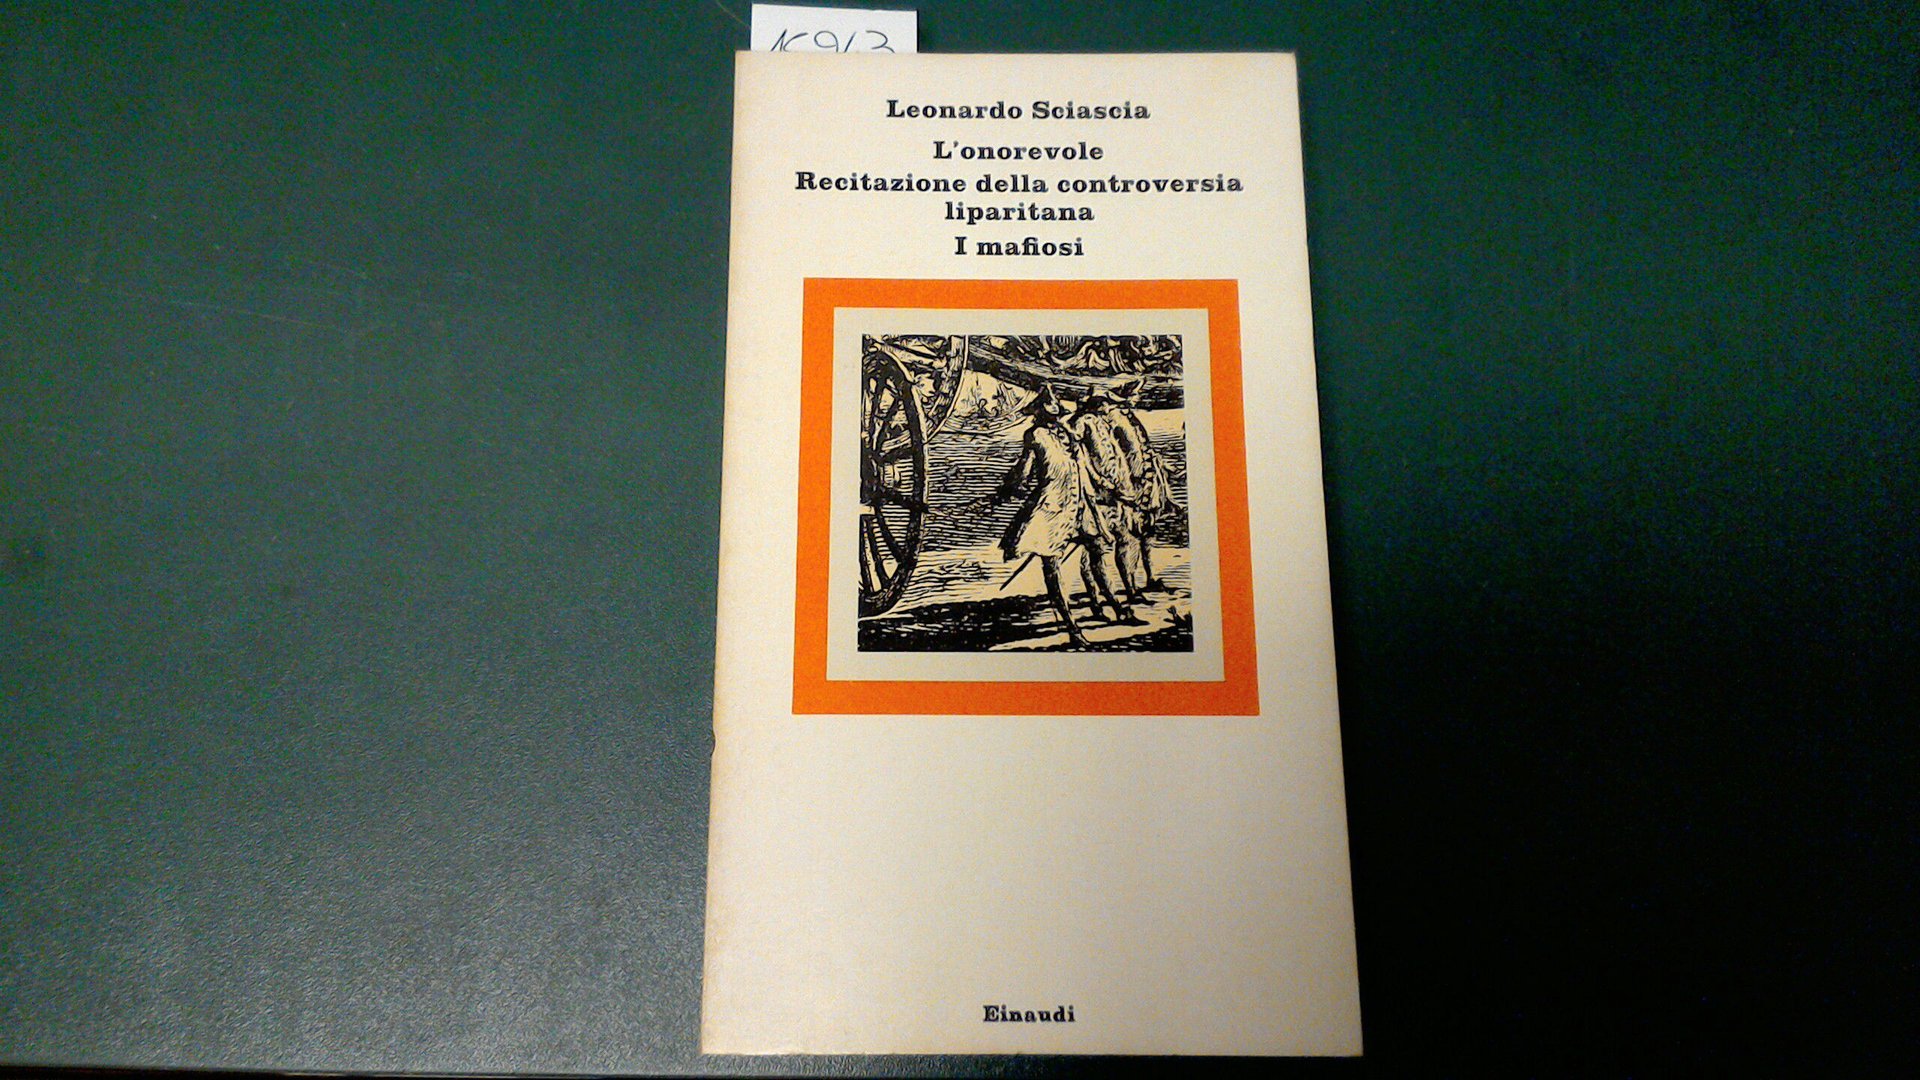 Leonardo Sciascia
L'onorevole
Recitazione della controversia
liparitana
I mafiosi
Einaudi